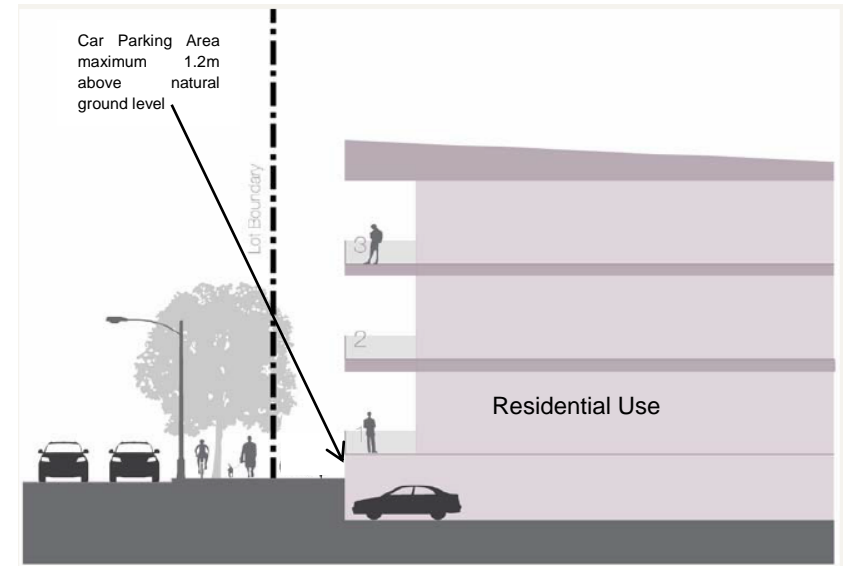 Car Parking Area
maximum 1.2m
above natural
ground level
Lot Boundary
3
2
1
Residential Use